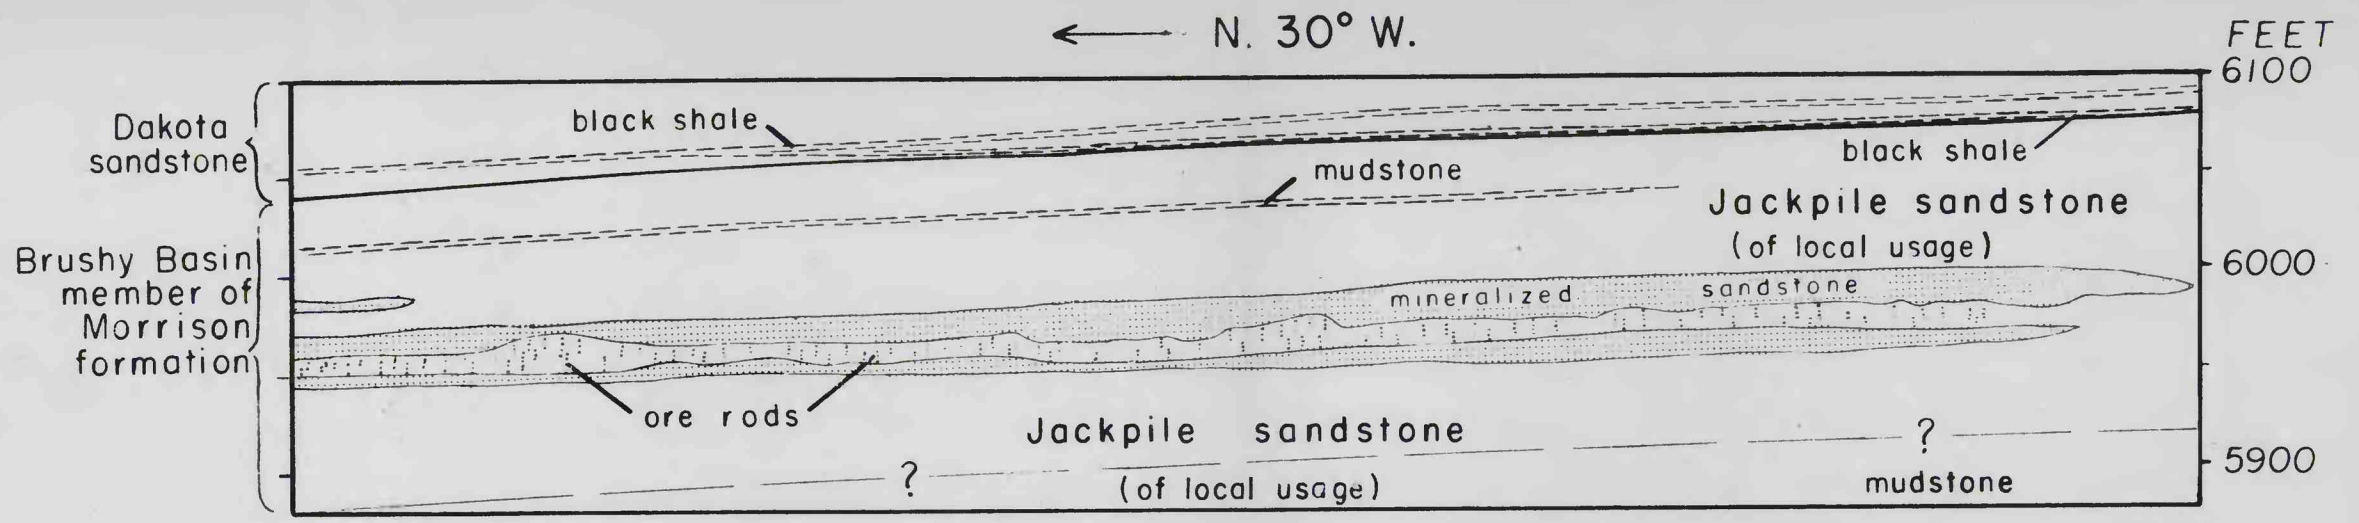 N. 30° W.
FEET
6100
Dakota
sandstone
black shale
black shale
mudstone
Jackpile sandstone
(of local usage)
Brushy Basin
member of
Morrison
formation
6000
mineralized sandstone
ore rods
Jackpile sandstone
(of local usage)
?
?
5900
mudstone